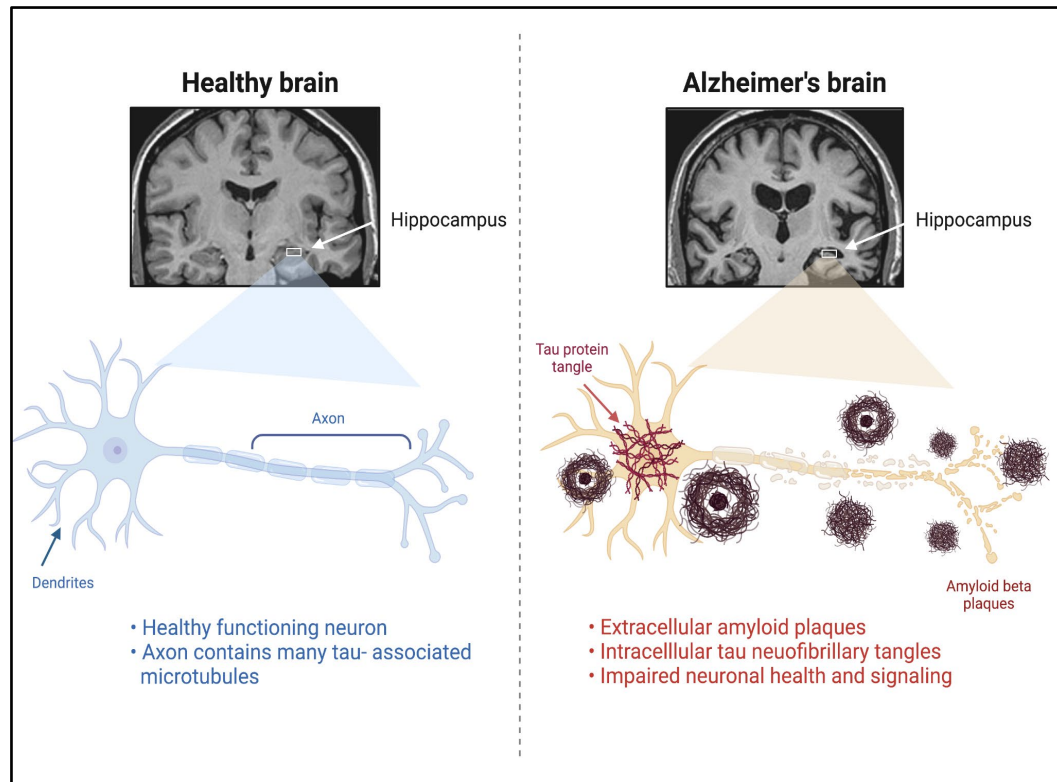 Healthy brain
Hippocampus
Axon
Dendrites
• Healthy functioning neuron
• Axon contains many tau- associated
microtubules
Alzheimer's brain
Hippocampus
Tau protein
tangle
Amyloid beta
plaques
• Extracellular amyloid plaques
• Intracelllular tau neuofibrillary tangles
• Impaired neuronal health and signaling